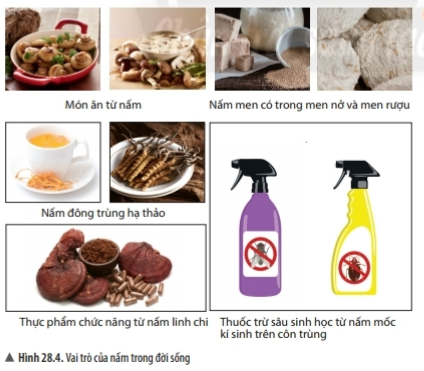 Món ăn từ nấm
Nấm men có trong men nở và men rượu
Nấm đông trùng hạ thảo
Thực phẩm chức năng từ nấm linh chi
Thuốc trừ sâu sinh học từ nấm mốc
kí sinh trên côn trùng
▲ Hình 28.4. Vai trò của nấm trong đời sống